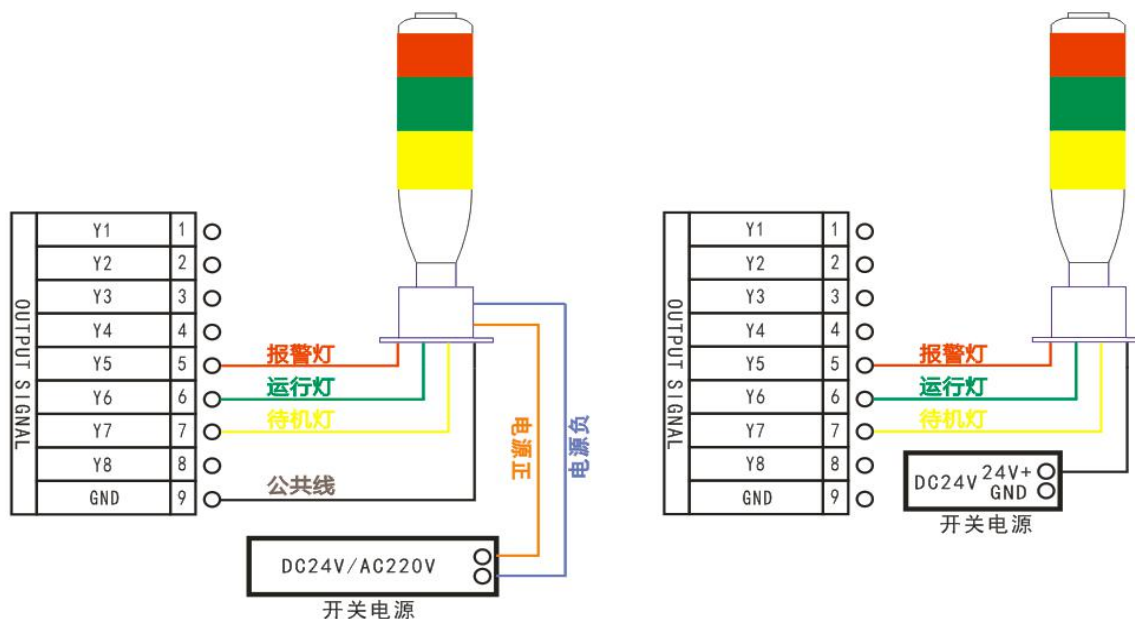 OUTPUT SIGNAL
Y1 1
Y2 2
Y3 3
Y4 4
Y5 5
Y6 6
Y7 7
Y8 8
GND 9
报警灯
运行灯
待机灯
公共线
电源正
电源负
DC24V/AC220V
开关电源
OUTPUT SIGNAL
Y1 1
Y2 2
Y3 3
Y4 4
Y5 5
Y6 6
Y7 7
Y8 8
GND 9
报警灯
运行灯
待机灯
DC24V 24V+
GND
开关电源